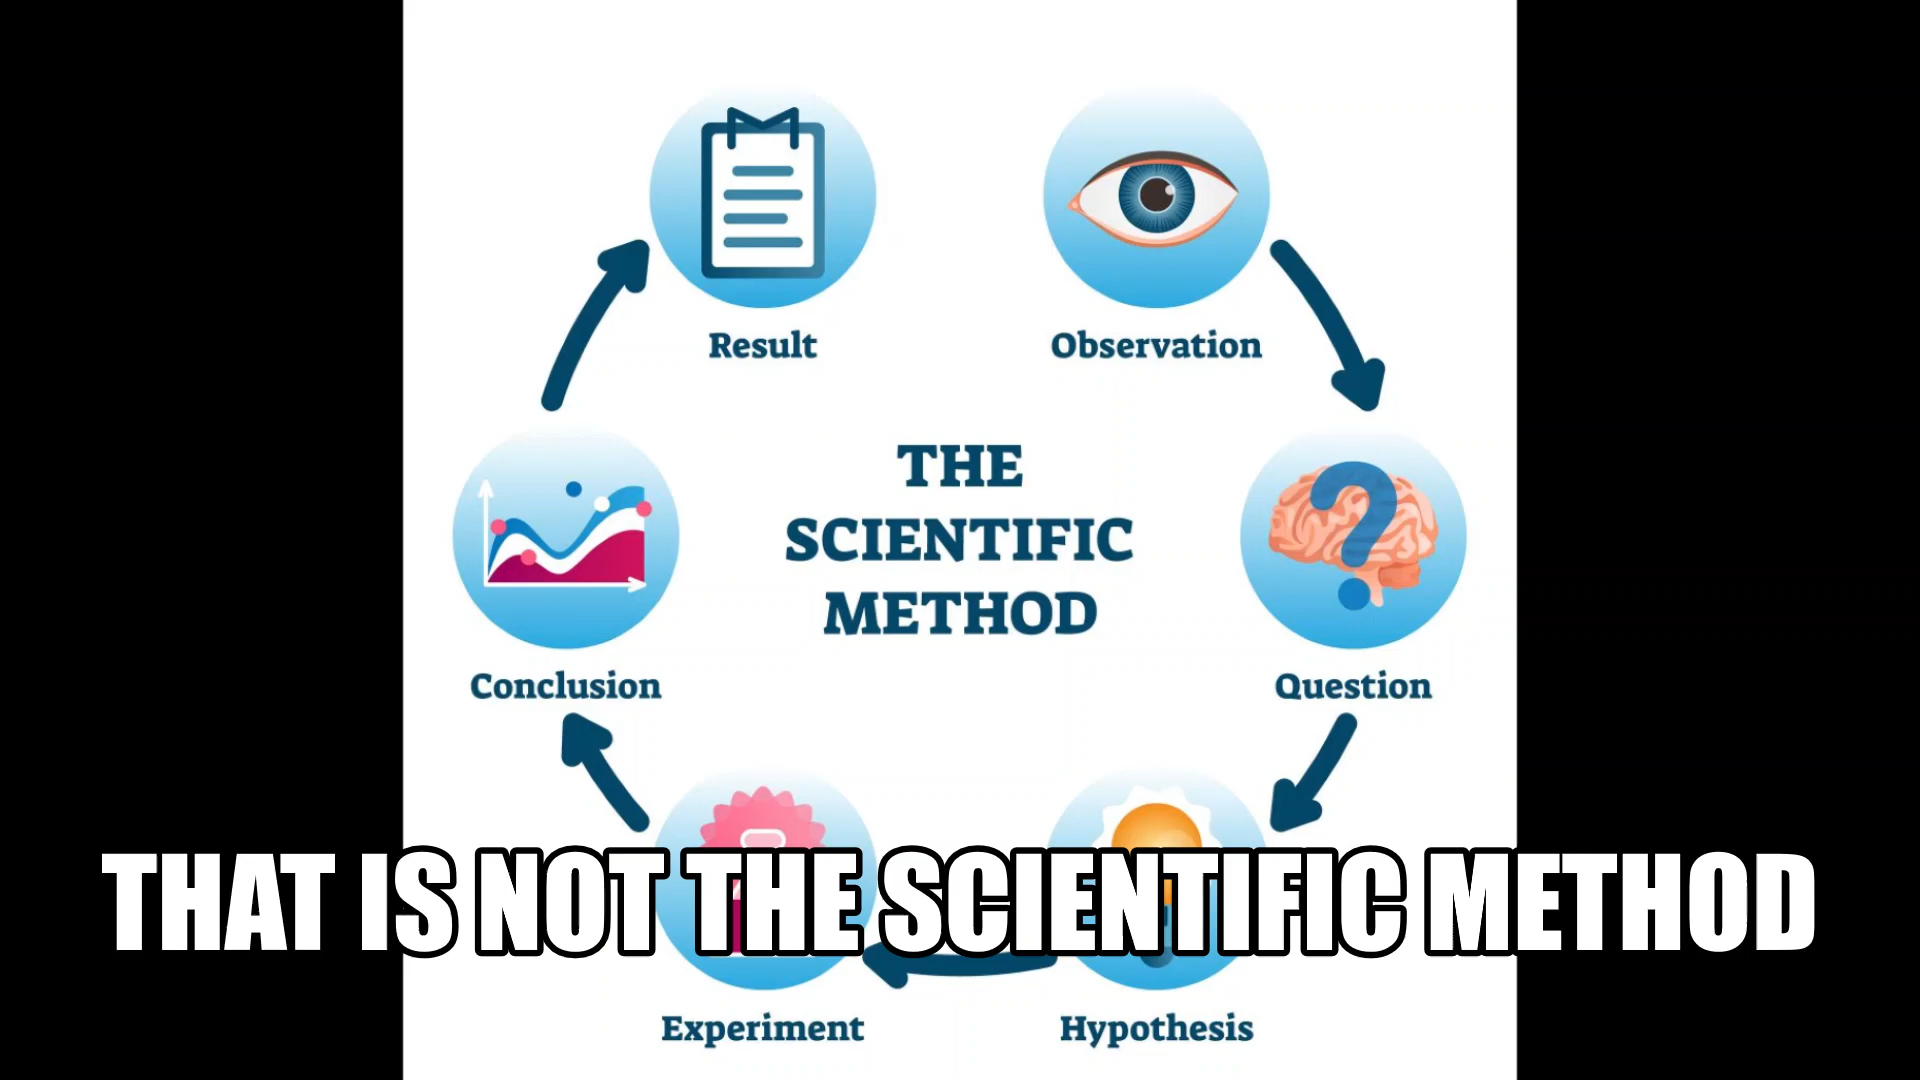 Result
Observation
THE
SCIENTIFIC
METHOD
Conclusion
Question
THAT IS NOT THE SCIENTIFIC METHOD
Experiment
Hypothesis